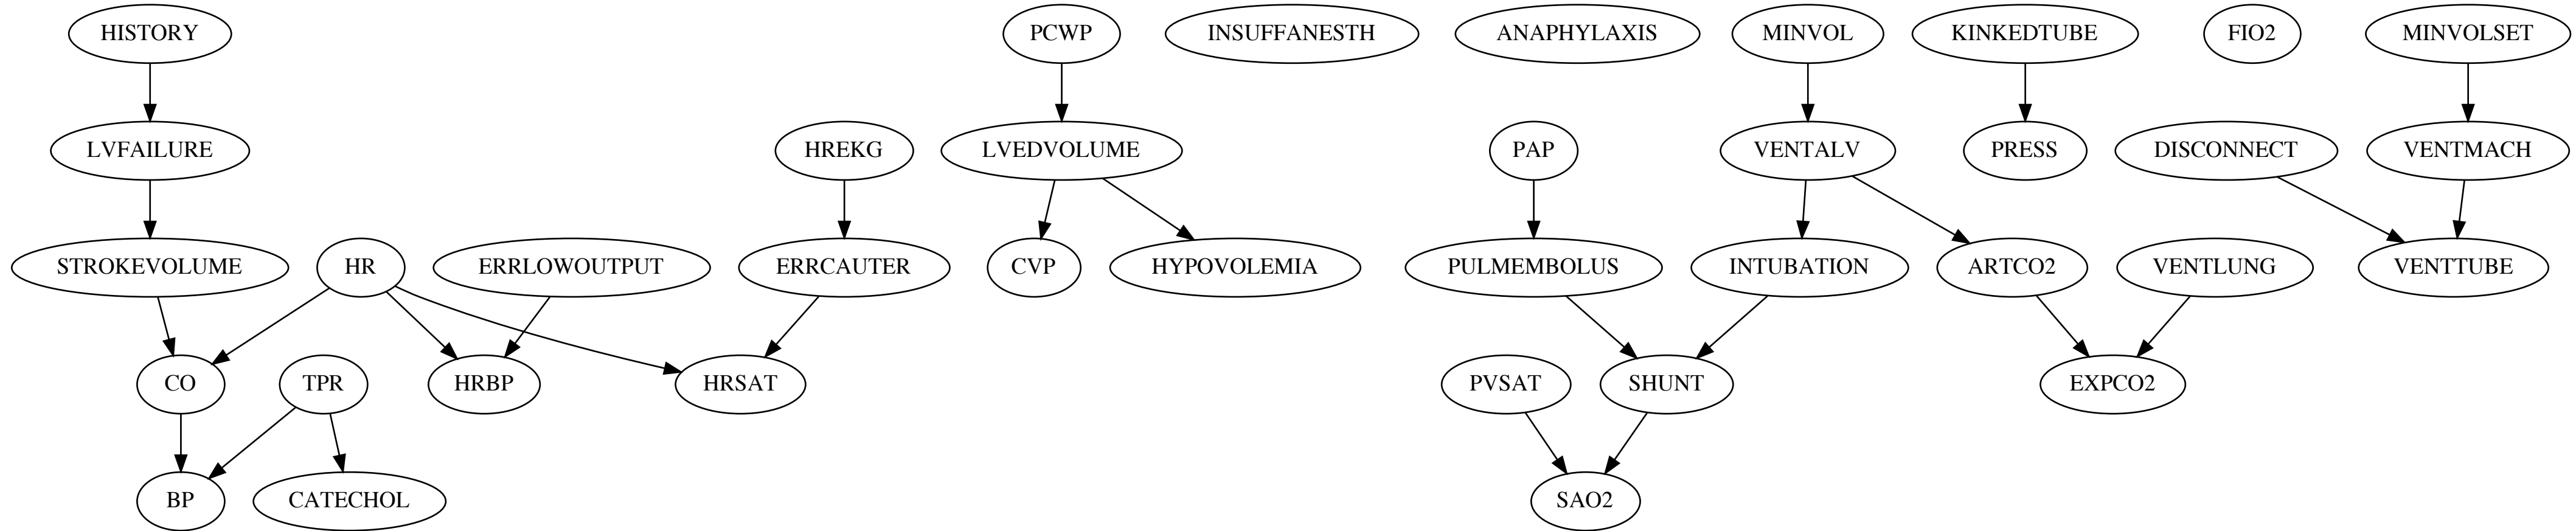 HISTORY
PCWP
INSUFFANESTH
ANAPHYLAXIS
MINVOL
KINKEDTUBE
FIO2
MINVOLSET
LVFAILURE
HREKG
LVEDVOLUME
PAP
VENTALV
PRESS
DISCONNECT
VENTMACH
STROKEVOLUME
HR
ERRLOWOUTPUT
ERRCAUTER
CVP
HYPOVOLEMIA
PULMEMBOLUS
INTUBATION
ARTCO2
VENTLUNG
VENTTUBE
CO
TPR
HRBP
HRSAT
PVSAT
SHUNT
EXPCO2
BP
CATECHOL
SAO2